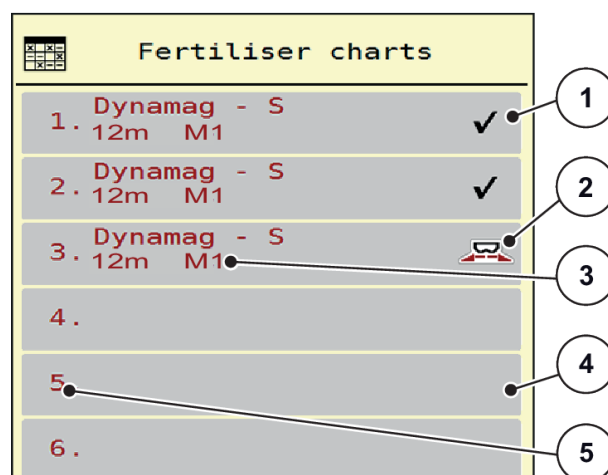 Fertiliser charts
1. Dynamag - S
12m M1
1
2. Dynamag - S
12m M1
2
3. Dynamag - S
12m M1
3
4.
4
5.
5
6.